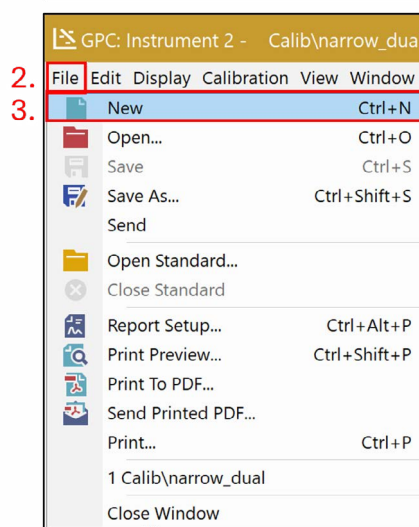 GPC: Instrument 2 - Calib\narrow_dua
2. File Edit Display Calibration View Window
3. New Ctrl+N
Open... Ctrl+O
Save Ctrl+S
Save As... Ctrl+Shift+S
Send
Open Standard...
Close Standard
Report Setup... Ctrl+Alt+P
Print Preview... Ctrl+Shift+P
Print To PDF...
Send Printed PDF...
Print... Ctrl+P
1 Calib\narrow_dual
Close Window